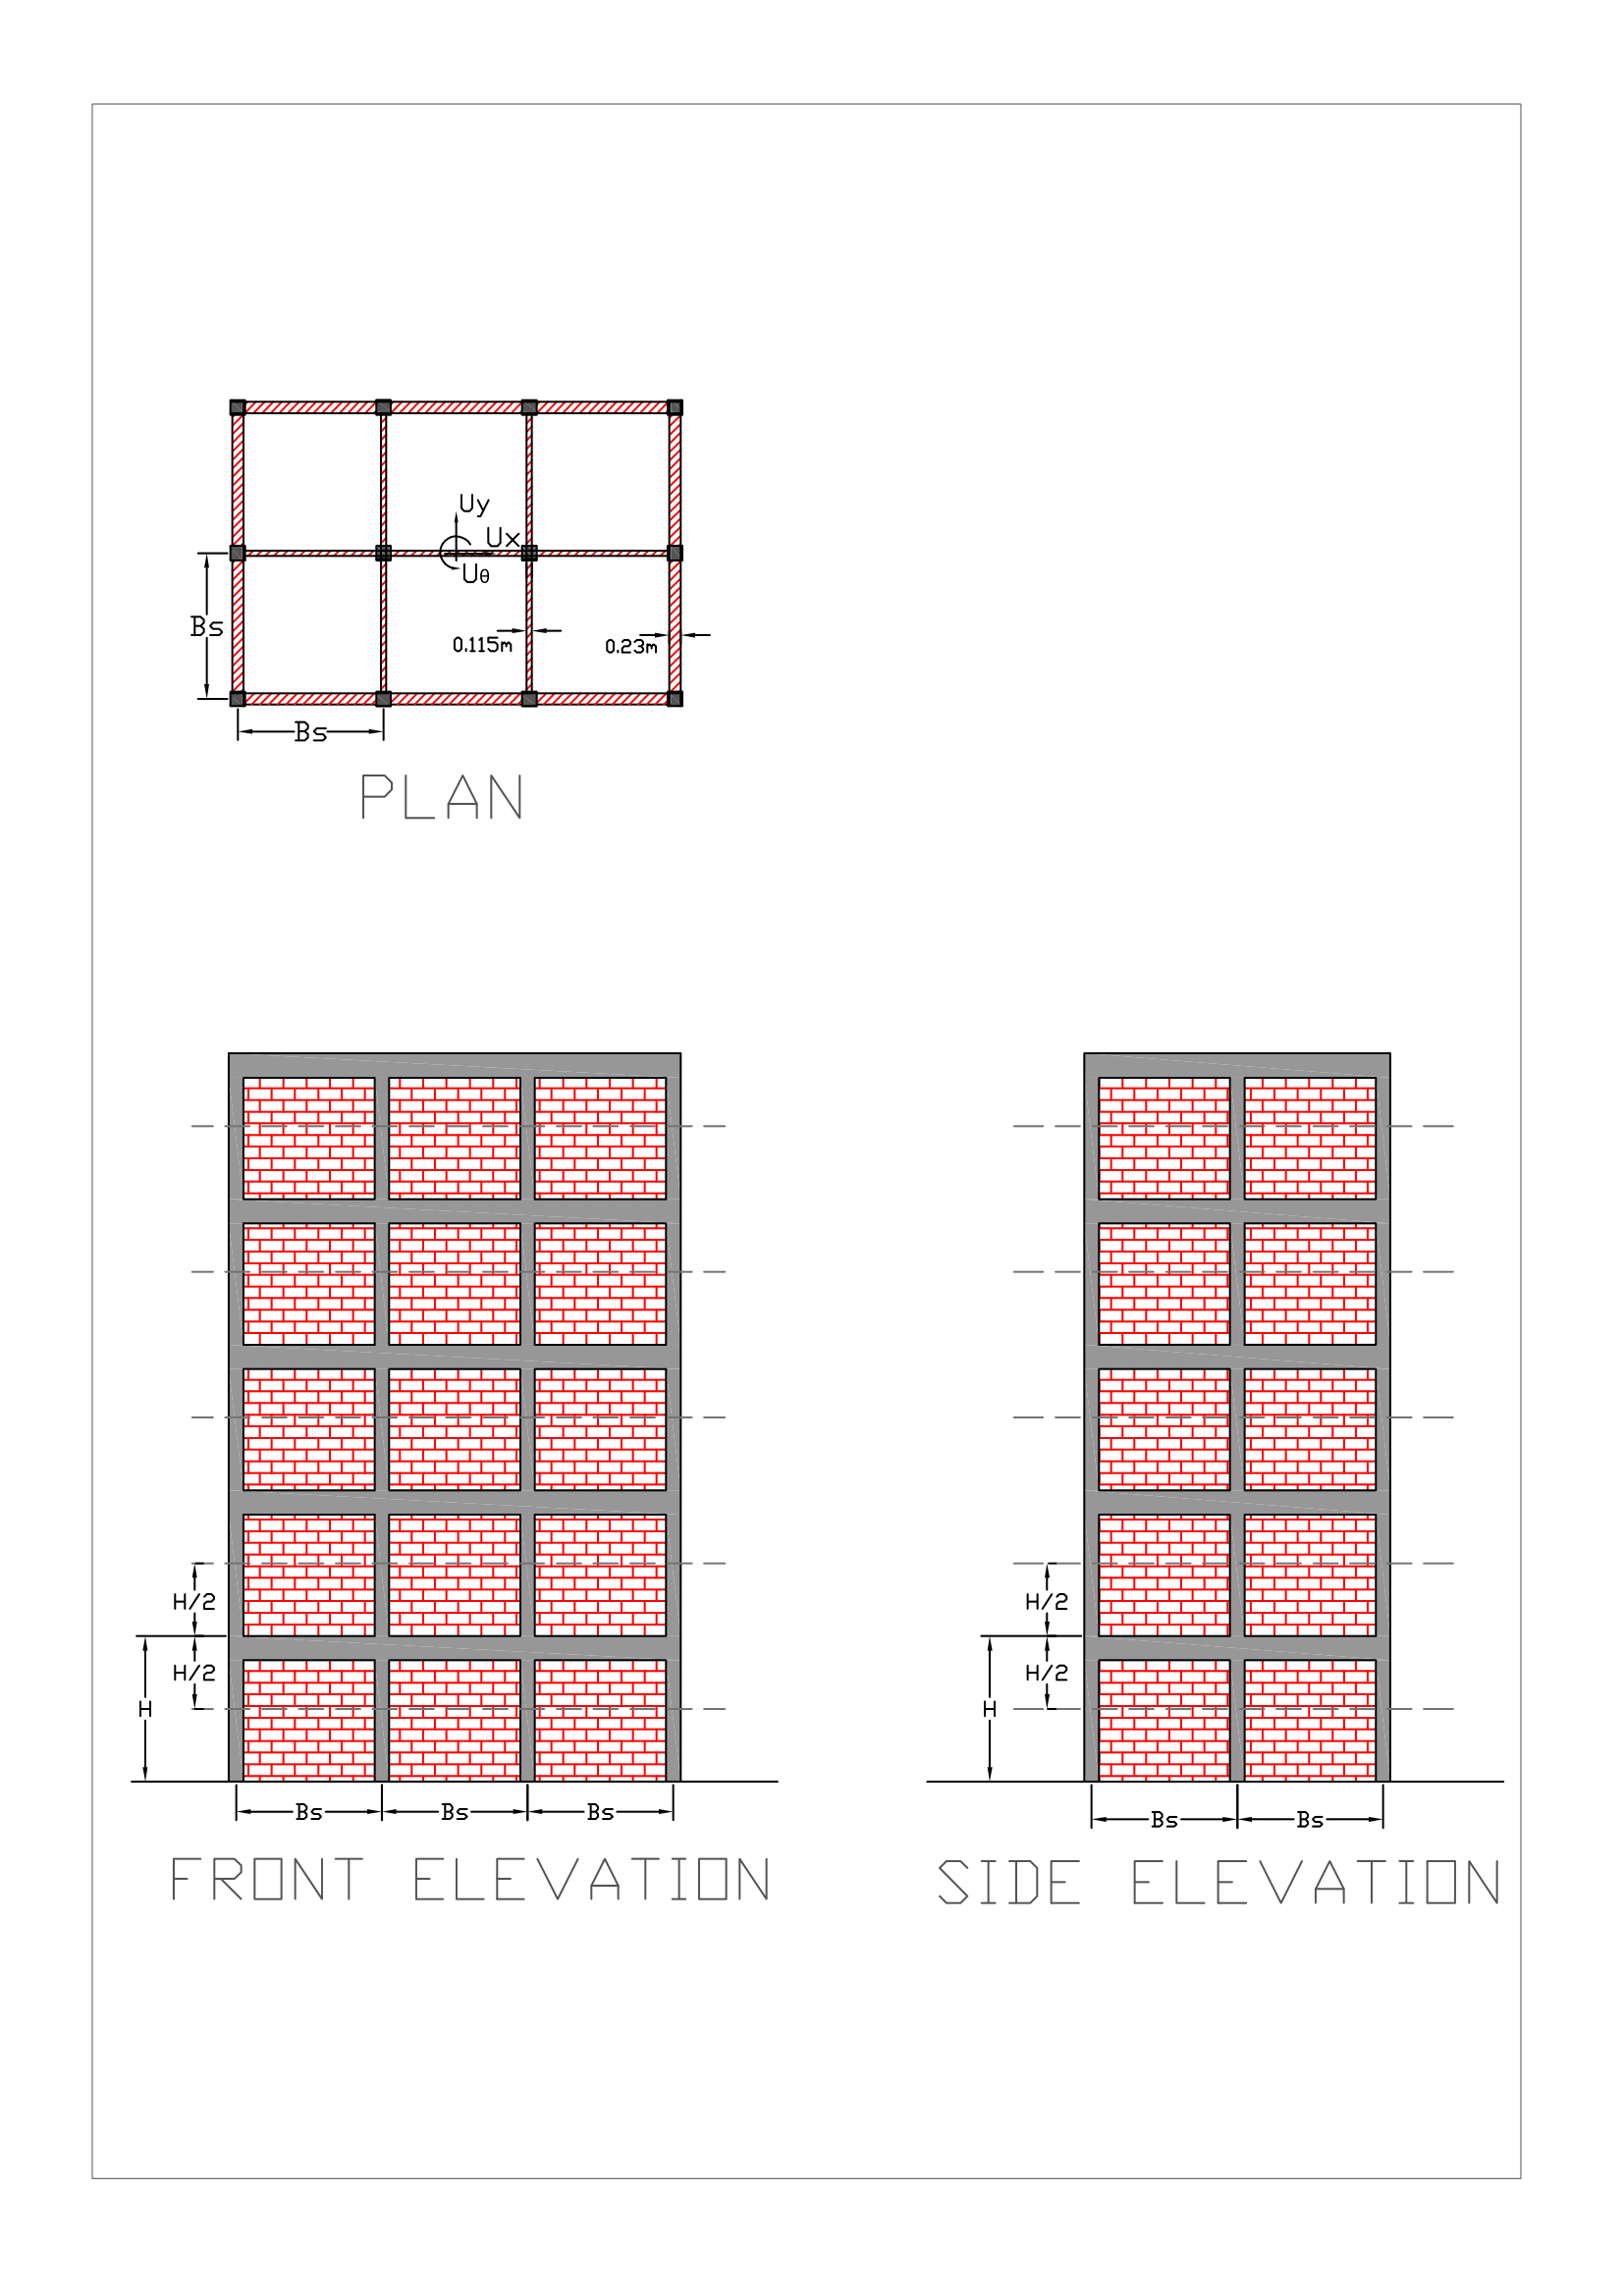 Uy
Ux
Uθ
Bs
0.115m
0.23m
Bs
PLAN
H/2
H/2
H/2
H/2
H
H
Bs
Bs
Bs
Bs
Bs
FRONT ELEVATION
SIDE ELEVATION